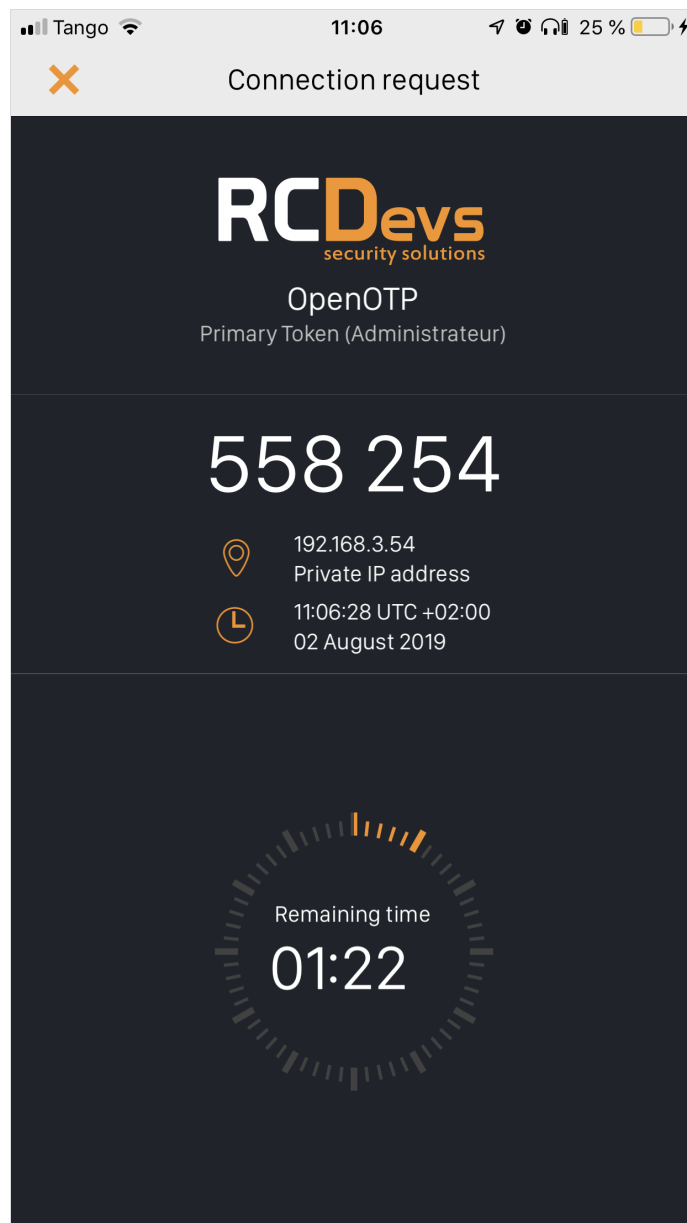 Tango 11:06 25 %
Connection request
RCDevs
security solutions
OpenOTP
Primary Token (Administrateur)
558 254
192.168.3.54
Private IP address
11:06:28 UTC +02:00
02 August 2019
Remaining time
01:22